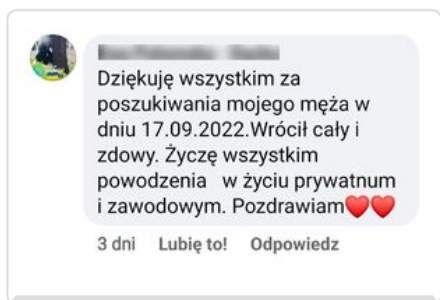 Dziękuję wszystkim za
poszukiwania mojego męża w
dniu 17.09.2022.Wrócił cały i
zdowy. Życzę wszystkim
powodzenia w życiu prywatnum
i zawodowym. Pozdrawiam❤️❤️
3 dni Lubię to! Odpowiedz